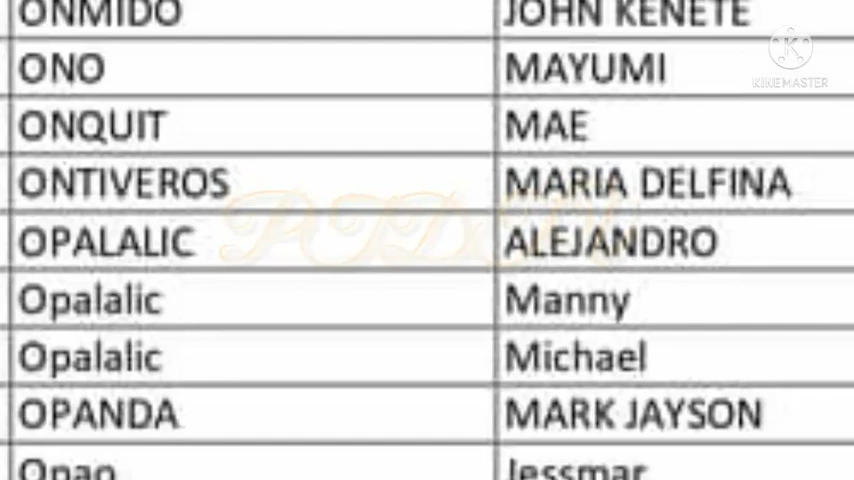 ONMIDO JOHN KENETE
KINEMASTER
ONO MAYUMI
ONQUIT MAE
ONTIVEROS MARIA DELFINA
OPALALIC ALEJANDRO
Opalalic Manny
Opalalic Michael
OPANDA MARK JAYSON
Opao Jessmar